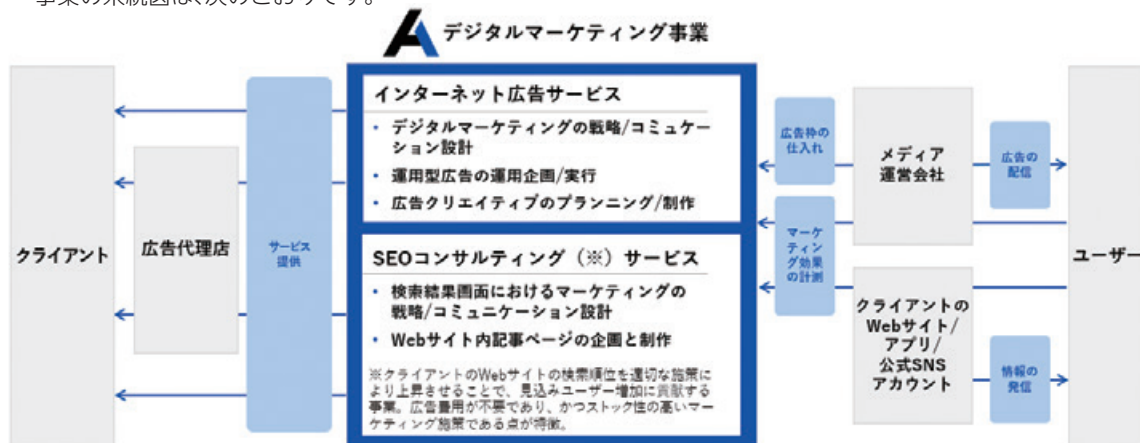 事業の系統図は、次のとおりです。
デジタルマーケティング事業
クライアント
広告代理店
サービス
提供
インターネット広告サービス
• デジタルマーケティングの戦略/コミュケー
ション設計
• 運用型広告の運用企画/実行
• 広告クリエイティブのプランニング/制作
SEOコンサルティング（※）サービス
• 検索結果画面におけるマーケティングの
戦略/コミュニケーション設計
• Webサイト内記事ページの企画と制作
※クライアントのWebサイトの検索順位を適切な施策に
より上昇させることで、見込みユーザー増加に貢献する
事業。広告費用が不要であり、かつストック性の高いマー
ケティング施策である点が特徴。
広告枠の
仕入れ
マーケ
ティン
グ効果
の計測
メディア
運営会社
クライアントの
Webサイト/
アプリ/
公式SNS
アカウント
広告の
配信
情報の
発信
ユーザー